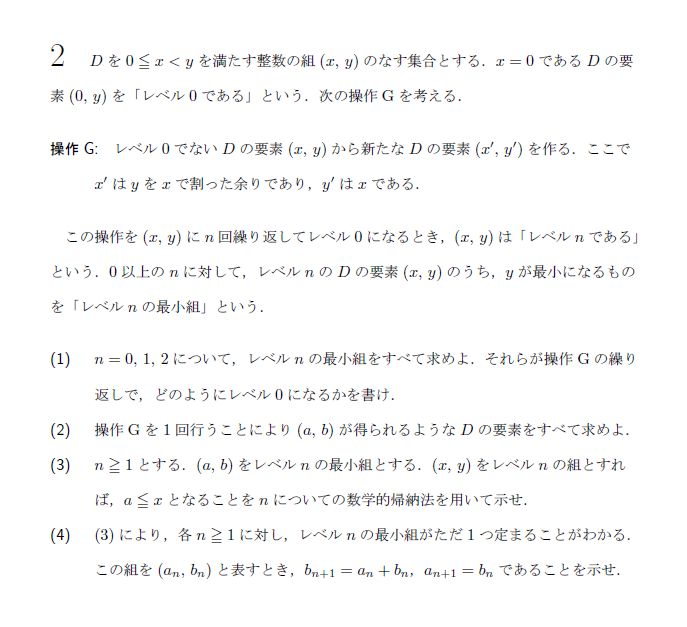 2 D を 0 ≦ x < y を満たす整数の組 (x, y) のなす集合とする．x = 0 である D の要
素 (0, y) を「レベル 0 である」という．次の操作 G を考える．
操作 G: レベル 0 でない D の要素 (x, y) から新たな D の要素 (x′, y′) を作る．ここで
x′ は y を x で割った余りであり，y′ は x である．
この操作を (x, y) に n 回繰り返してレベル 0 になるとき，(x, y) は「レベル n である」
という．0 以上の n に対して，レベル n の D の要素 (x, y) のうち，y が最小になるもの
を「レベル n の最小組」という．
(1) n = 0, 1, 2 について，レベル n の最小組をすべて求めよ．それらが操作 G の繰り
返しで，どのようにレベル 0 になるかを書け．
(2) 操作 G を 1 回行うことにより (a, b) が得られるような D の要素をすべて求めよ．
(3) n ≧ 1 とする．(a, b) をレベル n の最小組とする．(x, y) をレベル n の組とすれ
ば，a ≦ x となることを n についての数学的帰納法を用いて示せ．
(4) (3) により，各 n ≧ 1 に対し，レベル n の最小組がただ 1 つ定まることがわかる．
この組を (aₙ, bₙ) と表すとき，bₙ₊₁ = aₙ + bₙ，aₙ₊₁ = bₙ であることを示せ．